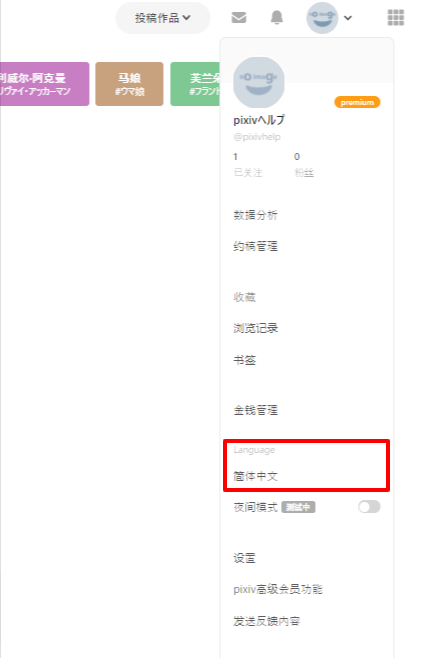 投稿作品
利威尔-阿克曼
リヴァイ・アッカーマン
马娘
#ウマ娘
芙兰朵
#フランド
no image
premium
pixivヘルプ
@pixivhelp
1
0
已关注
粉丝
数据分析
约稿管理
收藏
浏览记录
书签
金钱管理
Language
简体中文
夜间模式 测试中
设置
pixiv高级会员功能
发送反馈内容